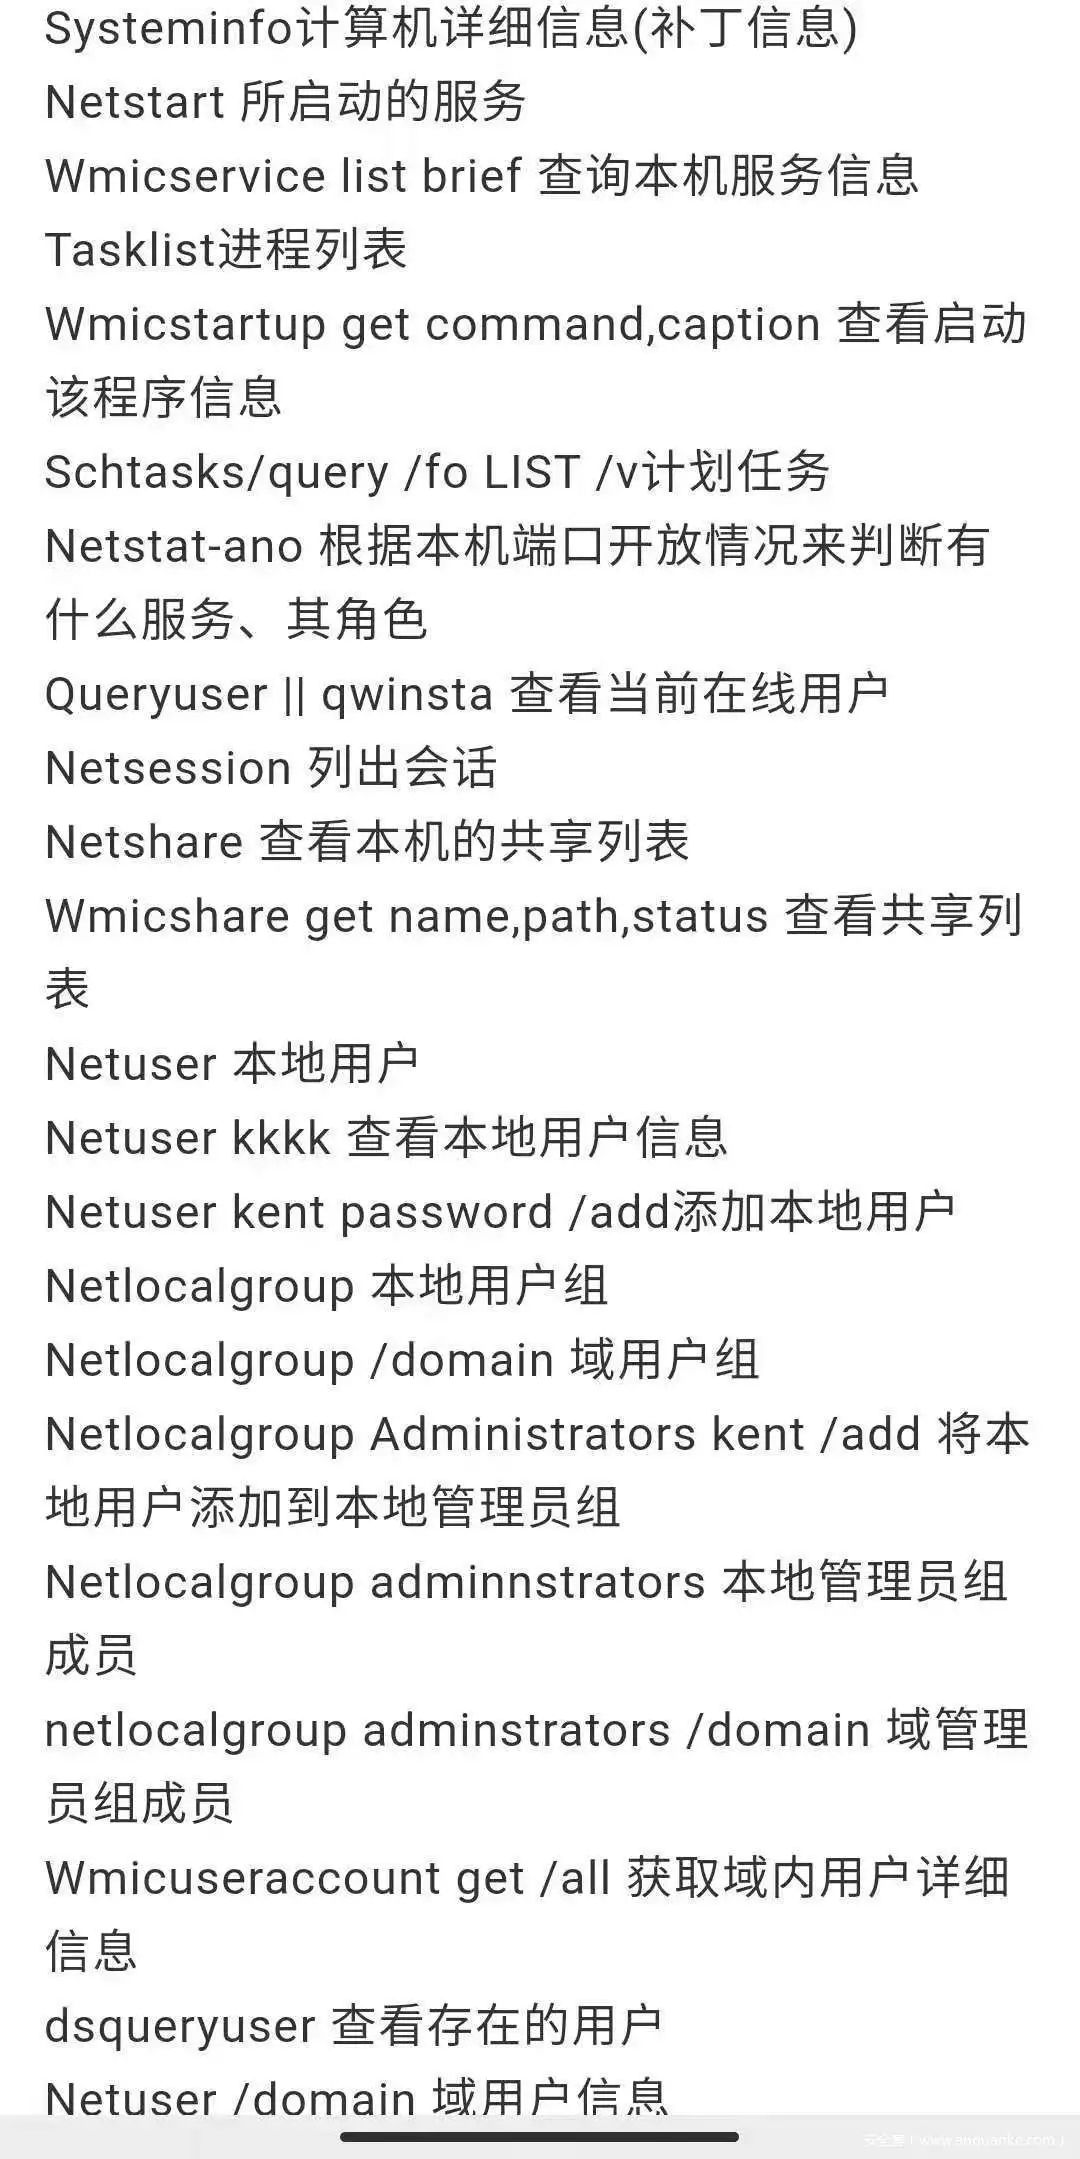 Systeminfo计算机详细信息(补丁信息)
Netstart 所启动的服务
Wmicservice list brief 查询本机服务信息
Tasklist进程列表
Wmicstartup get command,caption 查看启动
该程序信息
Schtasks/query /fo LIST /v计划任务
Netstat-ano 根据本机端口开放情况来判断有
什么服务、其角色
Queryuser || qwinsta 查看当前在线用户
Netsession 列出会话
Netshare 查看本机的共享列表
Wmicshare get name,path,status 查看共享列
表
Netuser 本地用户
Netuser kkkk 查看本地用户信息
Netuser kent password /add添加本地用户
Netlocalgroup 本地用户组
Netlocalgroup /domain 域用户组
Netlocalgroup Administrators kent /add 将本
地用户添加到本地管理员组
Netlocalgroup adminnstrators 本地管理员组
成员
netlocalgroup adminstrators /domain 域管理
员组成员
Wmicuseraccount get /all 获取域内用户详细
信息
dsqueryuser 查看存在的用户
Netuser /domain 域用户信息
安全客 ( www.anquanke.com )